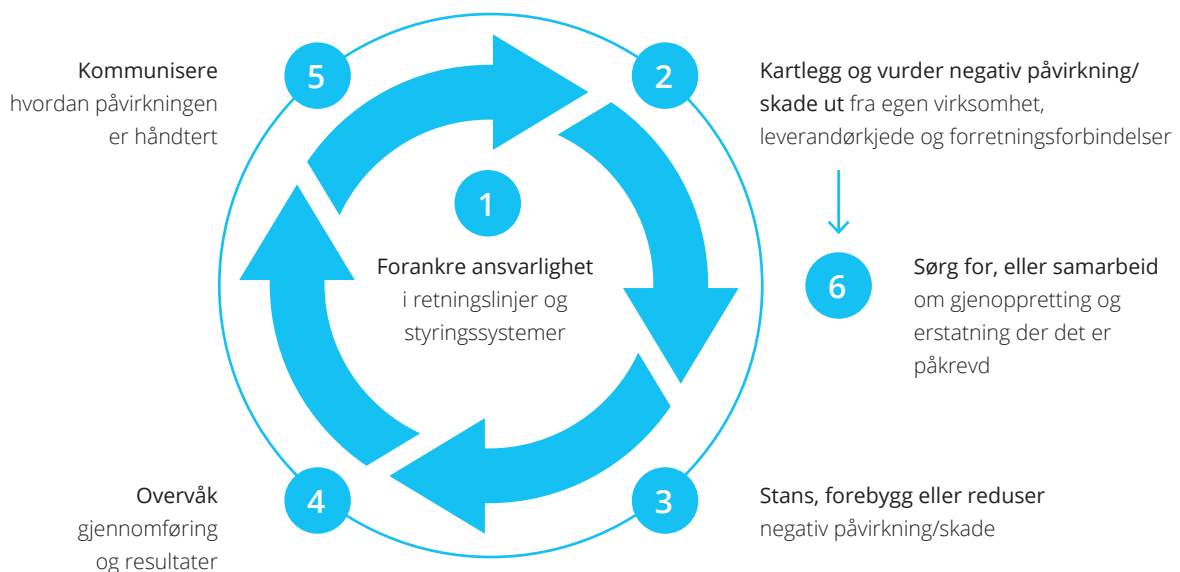 1
Forankre ansvarlighet
i retningslinjer og
styringssystemer
2
Kartlegg og vurder negativ påvirkning/
skade ut fra egen virksomhet,
leverandørkjede og forretningsforbindelser
3
Stans, forebygg eller reduser
negativ påvirkning/skade
4
Overvåk
gjennomføring
og resultater
5
Kommunisere
hvordan påvirkningen
er håndtert
6
Sørg for, eller samarbeid
om gjenoppretting og
erstatning der det er
påkrevd